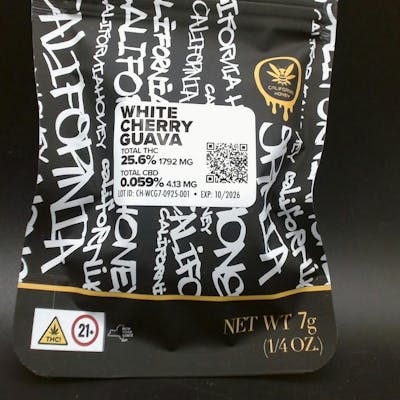 CALIFORNIA
CALIFORNIA HONEY
CALIFORNIA
HONEY
WHITE
CHERRY
GUAVA
TOTAL THC
25.6% 1792 MG
TOTAL CBD
0.059% 4.13 MG
LOT ID: CH-WCG7-0925-001 • EXP: 10/2026
THC!
21+
NET WT 7g
(1/4 OZ.)